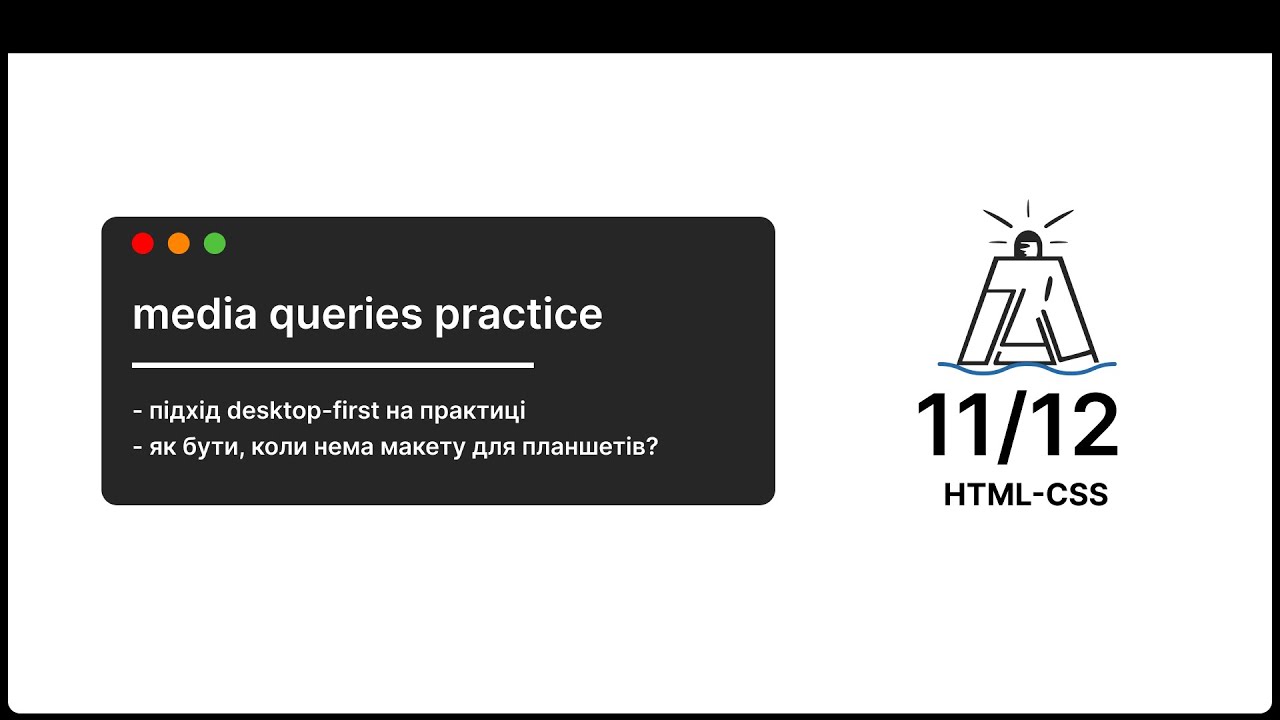 media queries practice
- підхід desktop-first на практиці
- як бути, коли нема макету для планшетів?
11/12
HTML-CSS